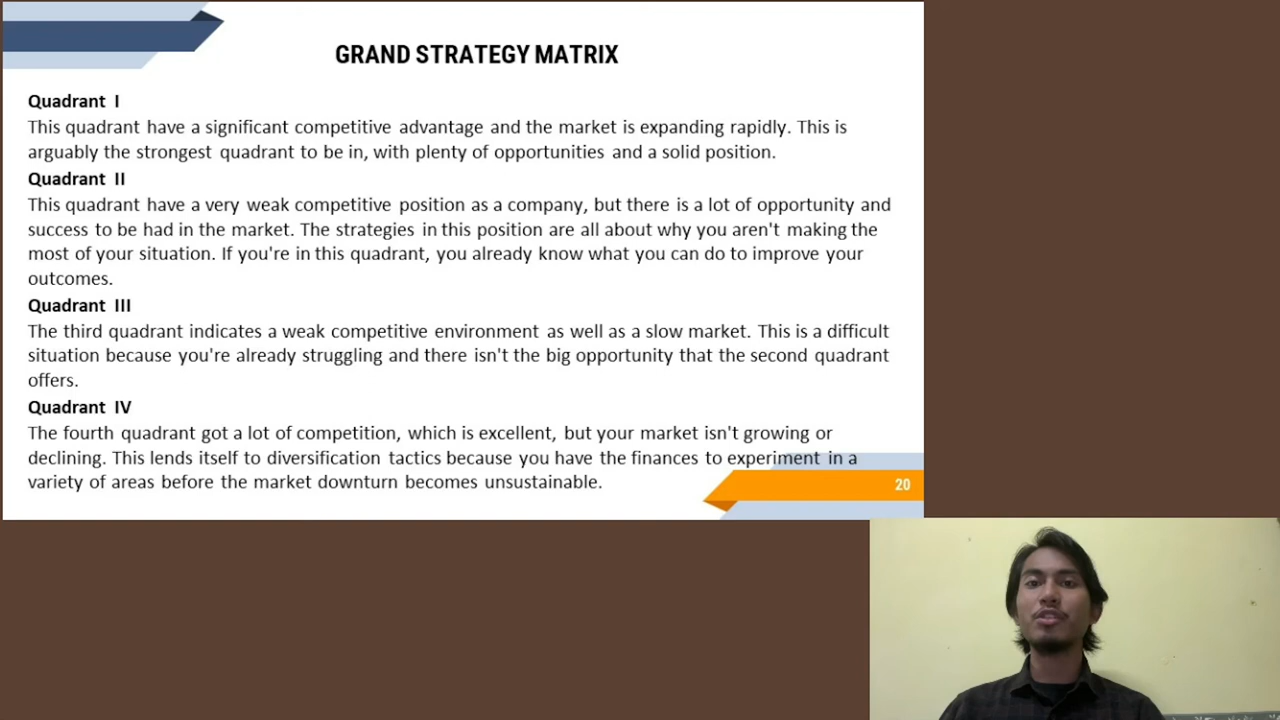 GRAND STRATEGY MATRIX
Quadrant I
This quadrant have a significant competitive advantage and the market is expanding rapidly. This is
arguably the strongest quadrant to be in, with plenty of opportunities and a solid position.
Quadrant II
This quadrant have a very weak competitive position as a company, but there is a lot of opportunity and
success to be had in the market. The strategies in this position are all about why you aren't making the
most of your situation. If you're in this quadrant, you already know what you can do to improve your
outcomes.
Quadrant III
The third quadrant indicates a weak competitive environment as well as a slow market. This is a difficult
situation because you're already struggling and there isn't the big opportunity that the second quadrant
offers.
Quadrant IV
The fourth quadrant got a lot of competition, which is excellent, but your market isn't growing or
declining. This lends itself to diversification tactics because you have the finances to experiment in a
variety of areas before the market downturn becomes unsustainable.
20